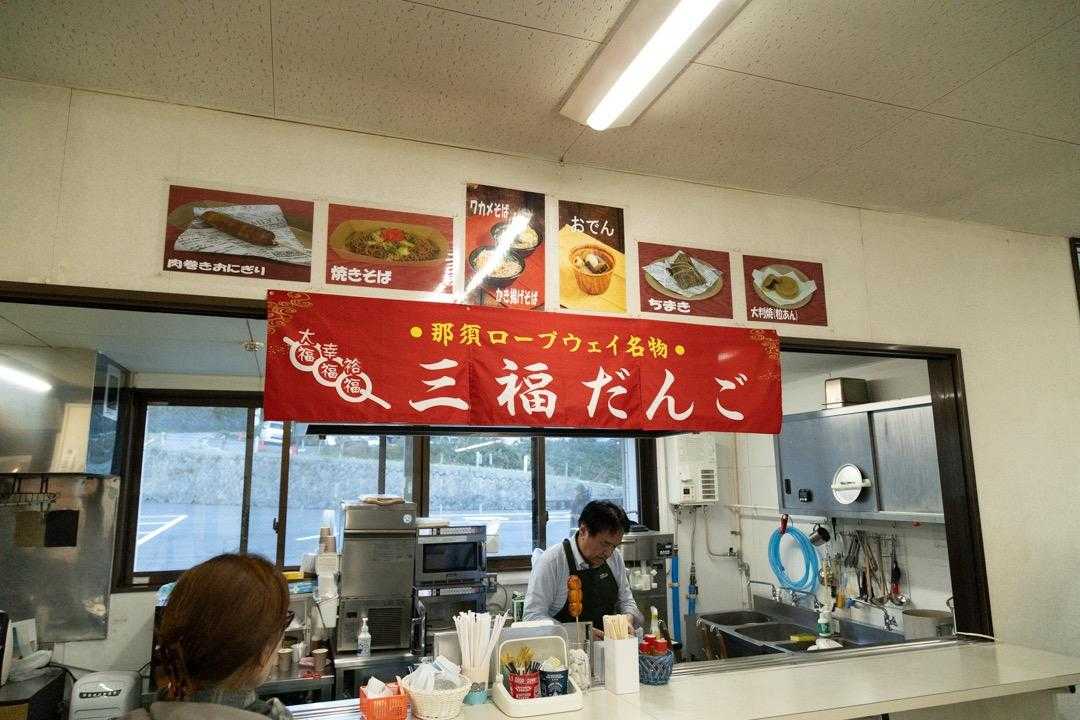 肉巻きおにぎり
焼きそば
ワカメそば
かき揚げそば
おでん
ちまき
大判焼(粒あん)
●那須ロープウェイ名物●
大福
幸福
裕福
三福だんご